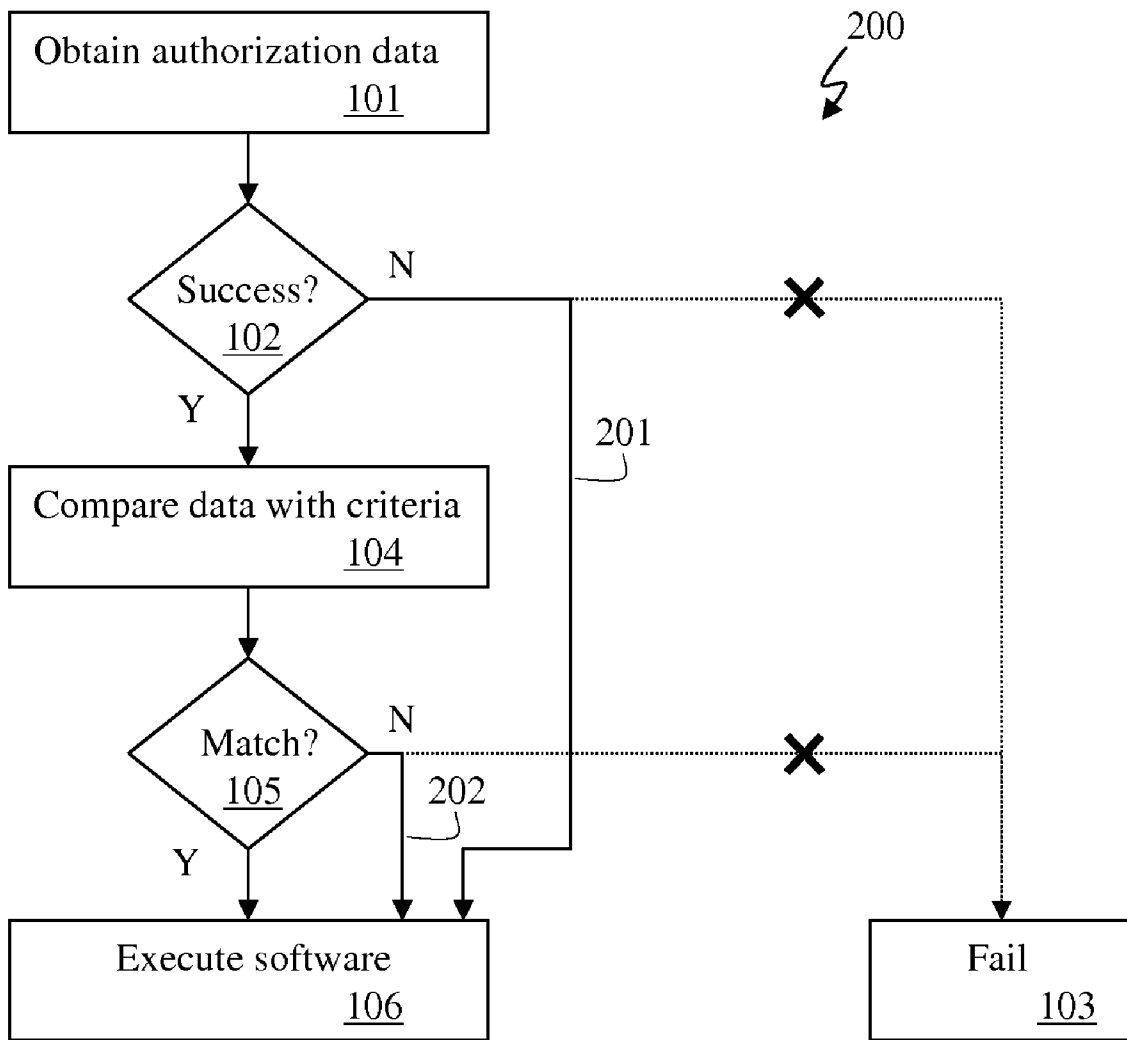 200
Obtain authorization data
101
N
Success?
102
Y
201
Compare data with criteria
104
N
Match?
105
202
Y
Execute software
106
Fail
103